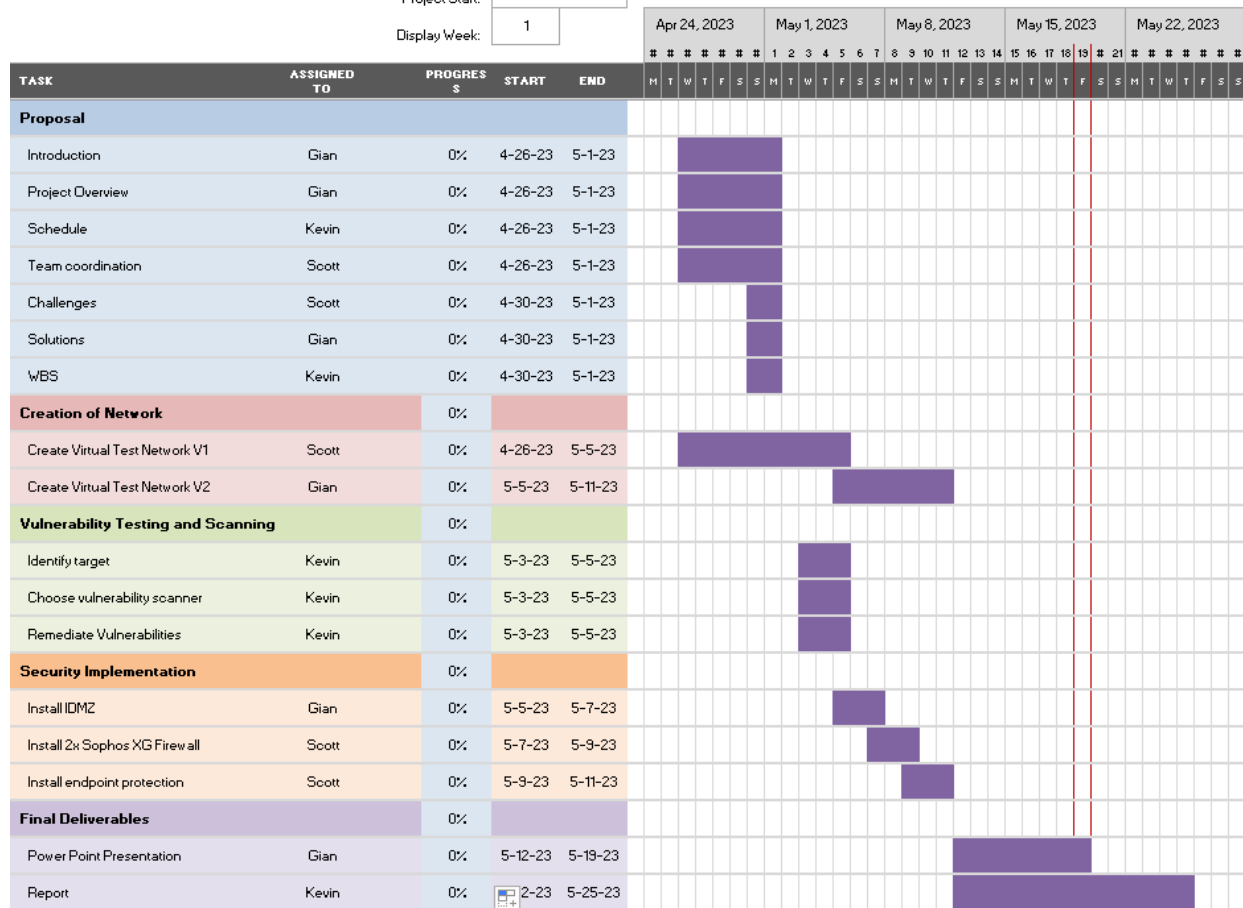 Project Start:
Display Week: 1
Apr 24, 2023 May 1, 2023 May 8, 2023 May 15, 2023 May 22, 2023
# # # # # # # 1 2 3 4 5 6 7 8 9 10 11 12 13 14 15 16 17 18 19 # 21 # # # # # # #
TASK ASSIGNED TO PROGRES S START END M T W T F S S M T W T F S S M T W T F S S M T W T F S S M T W T F S S
Proposal
Introduction Gian 0% 4-26-23 5-1-23
Project Overview Gian 0% 4-26-23 5-1-23
Schedule Kevin 0% 4-26-23 5-1-23
Team coordination Scott 0% 4-26-23 5-1-23
Challenges Scott 0% 4-30-23 5-1-23
Solutions Gian 0% 4-30-23 5-1-23
WBS Kevin 0% 4-30-23 5-1-23
Creation of Network 0%
Create Virtual Test Network V1 Scott 0% 4-26-23 5-5-23
Create Virtual Test Network V2 Gian 0% 5-5-23 5-11-23
Vulnerability Testing and Scanning 0%
Identify target Kevin 0% 5-3-23 5-5-23
Choose vulnerability scanner Kevin 0% 5-3-23 5-5-23
Remediate Vulnerabilities Kevin 0% 5-3-23 5-5-23
Security Implementation 0%
Install IDMZ Gian 0% 5-5-23 5-7-23
Install 2x Sophos XG Firewall Scott 0% 5-7-23 5-9-23
Install endpoint protection Scott 0% 5-9-23 5-11-23
Final Deliverables 0%
Power Point Presentation Gian 0% 5-12-23 5-19-23
Report Kevin 0% 2-23 5-25-23